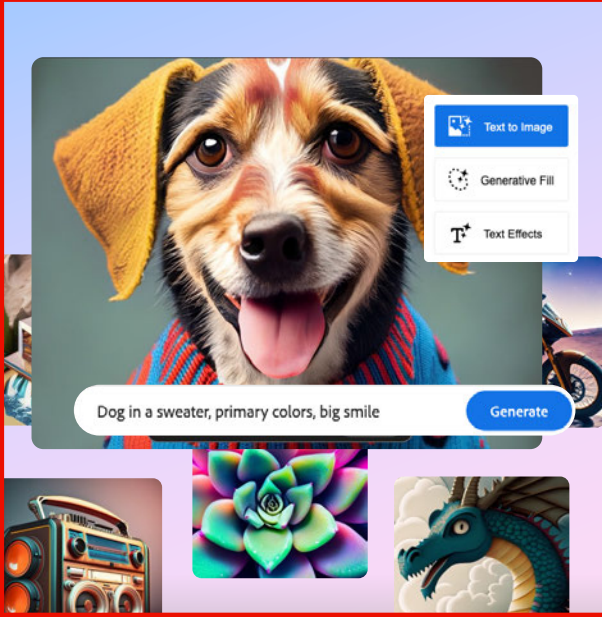 Text to Image
Generative Fill
Text Effects
Dog in a sweater, primary colors, big smile
Generate